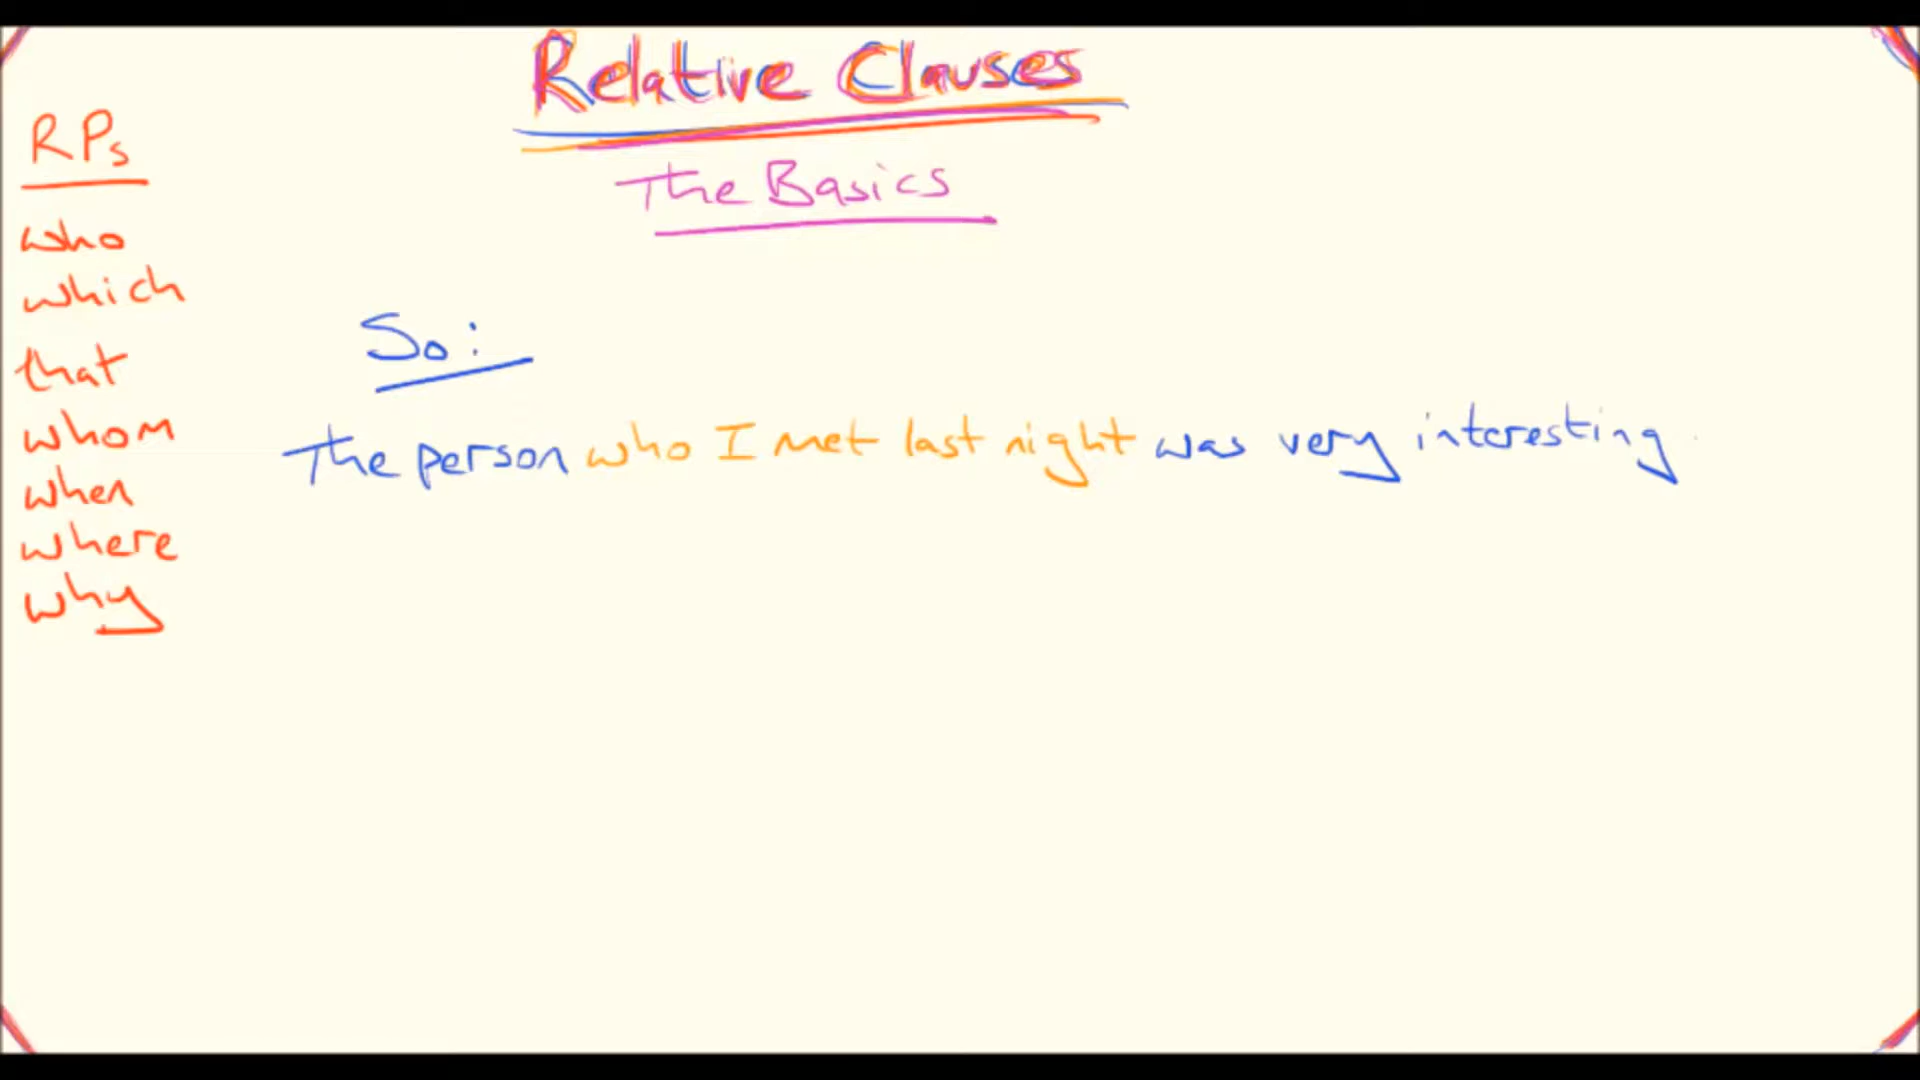 Relative Clauses
The Basics
RPs
who
which
that
whom
when
where
why
So:
The person who I met last night was very interesting